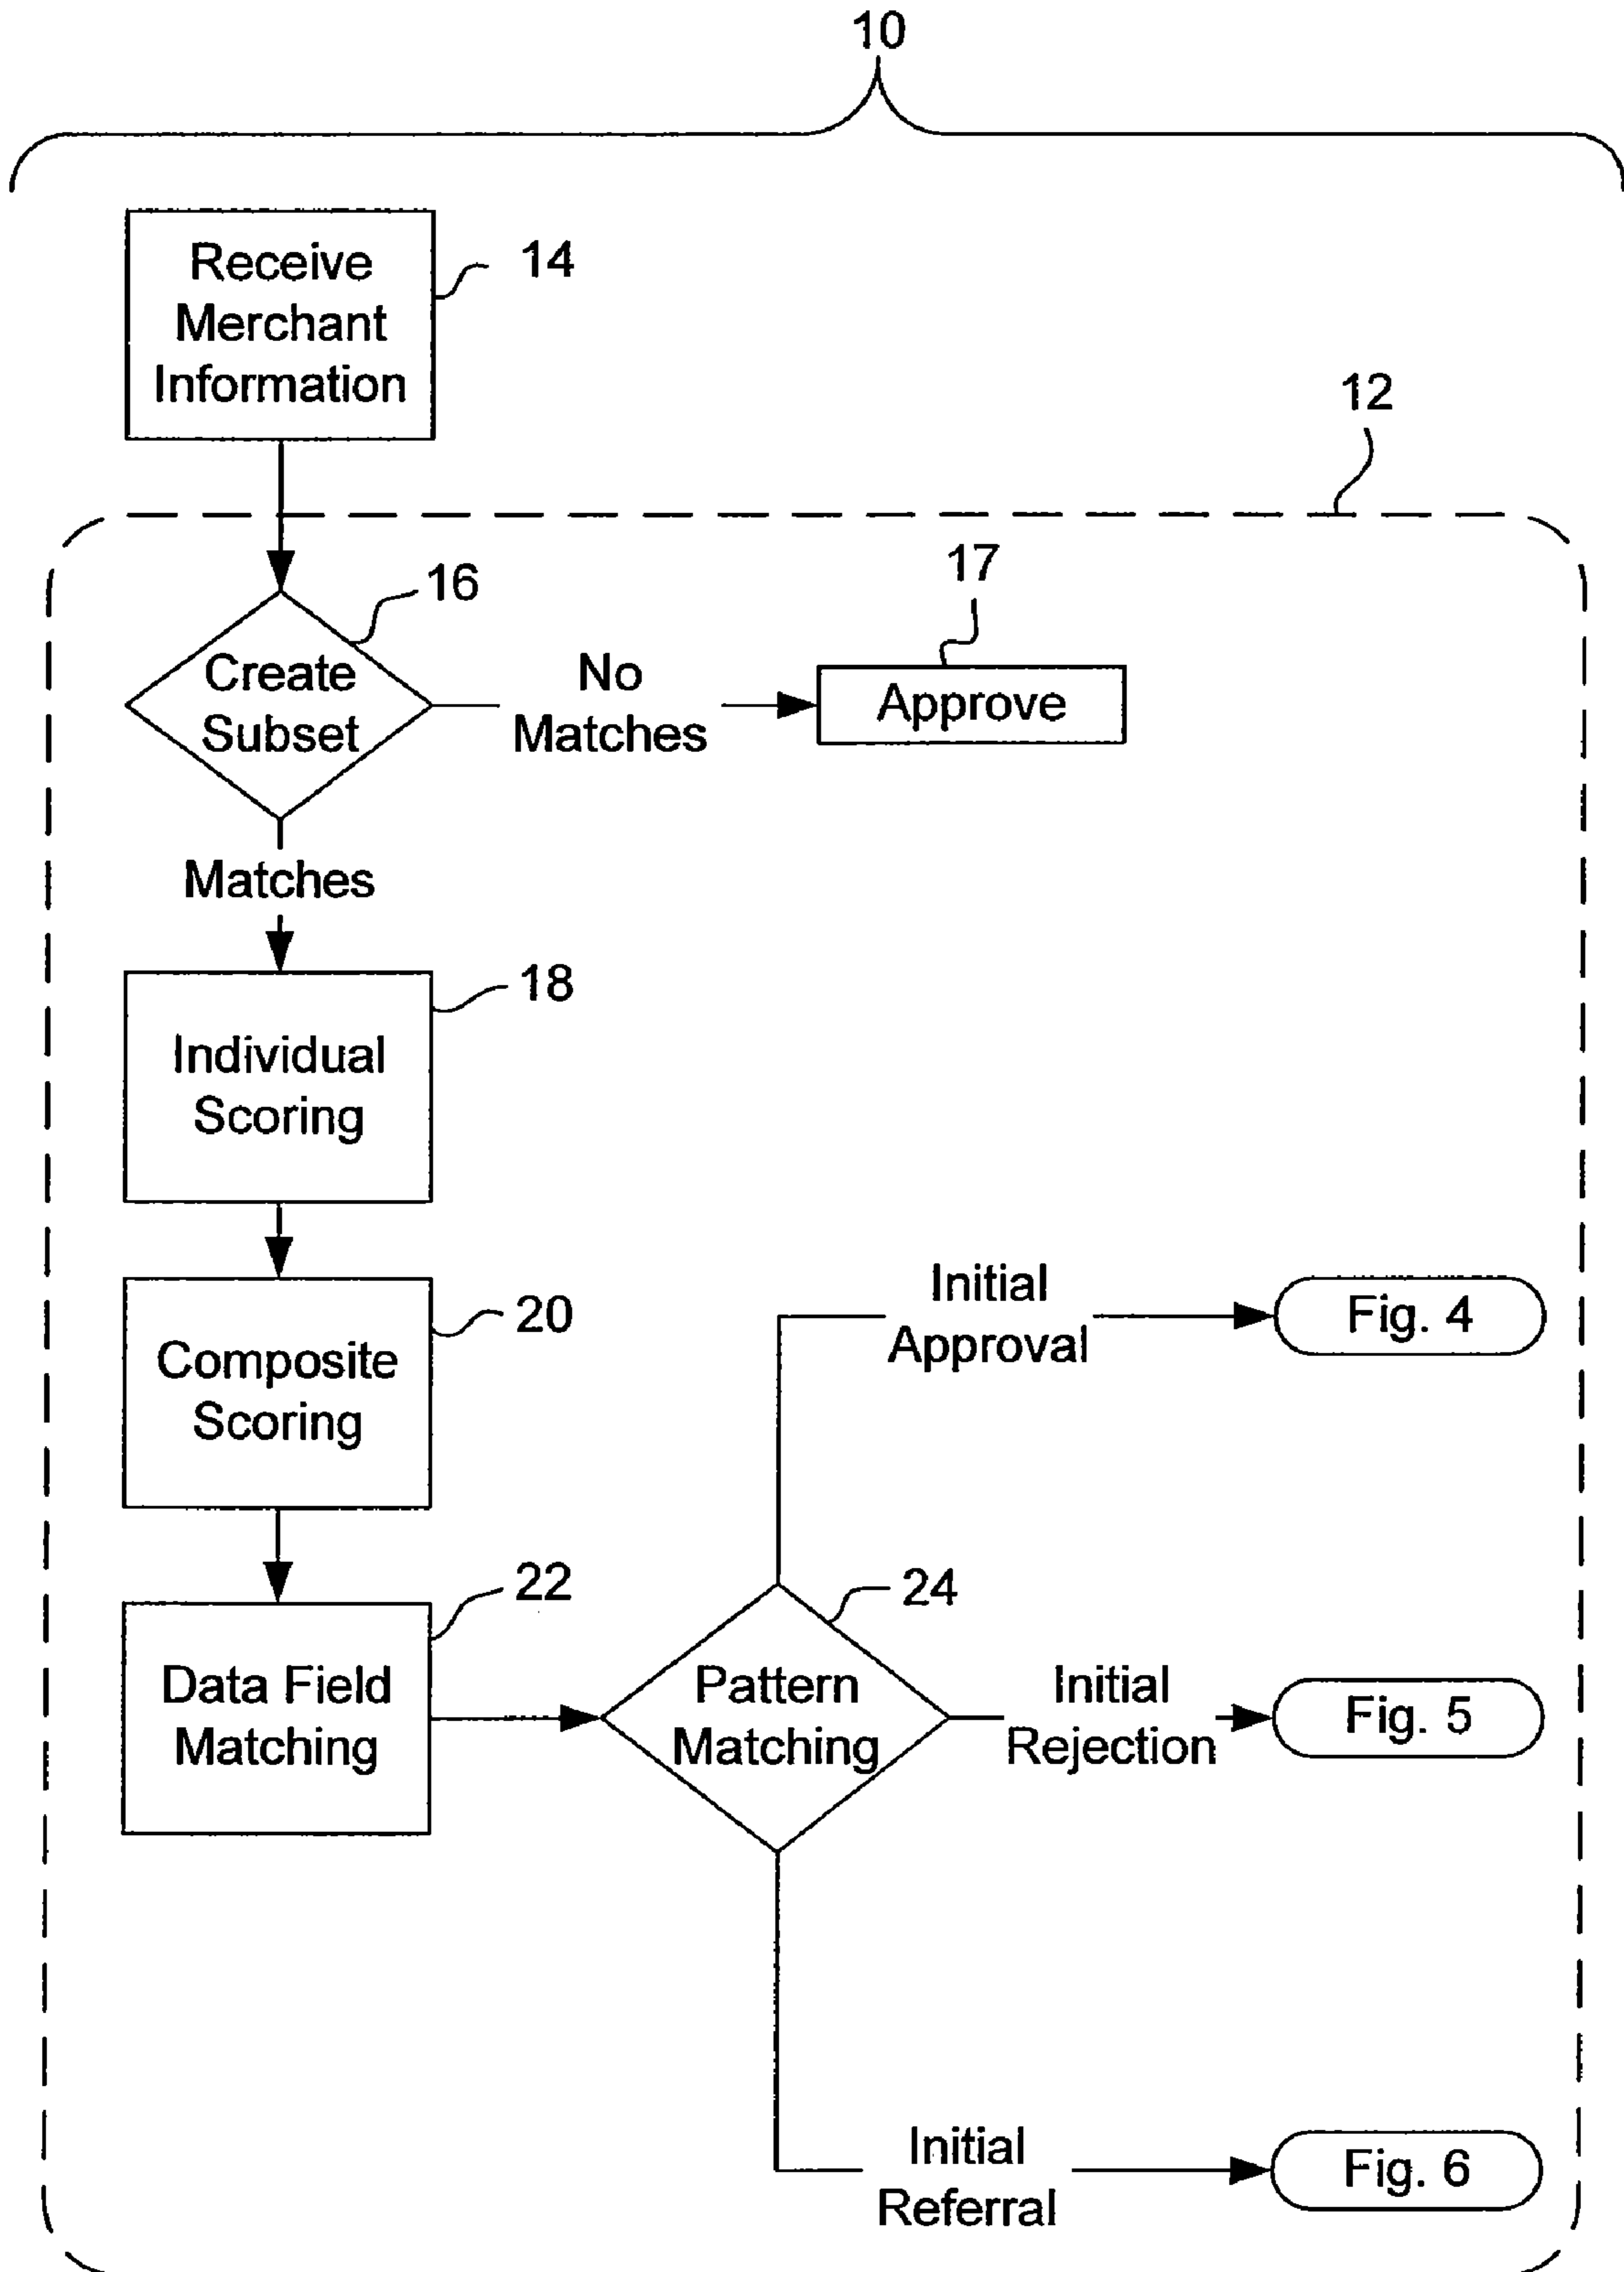 10
Receive
Merchant
Information
14
12
16
17
Create
Subset
No
Matches
Approve
Matches
18
Individual
Scoring
20
Composite
Scoring
Initial
Approval
Fig. 4
22
24
Data Field
Matching
Pattern
Matching
Initial
Rejection
Fig. 5
Initial
Referral
Fig. 6